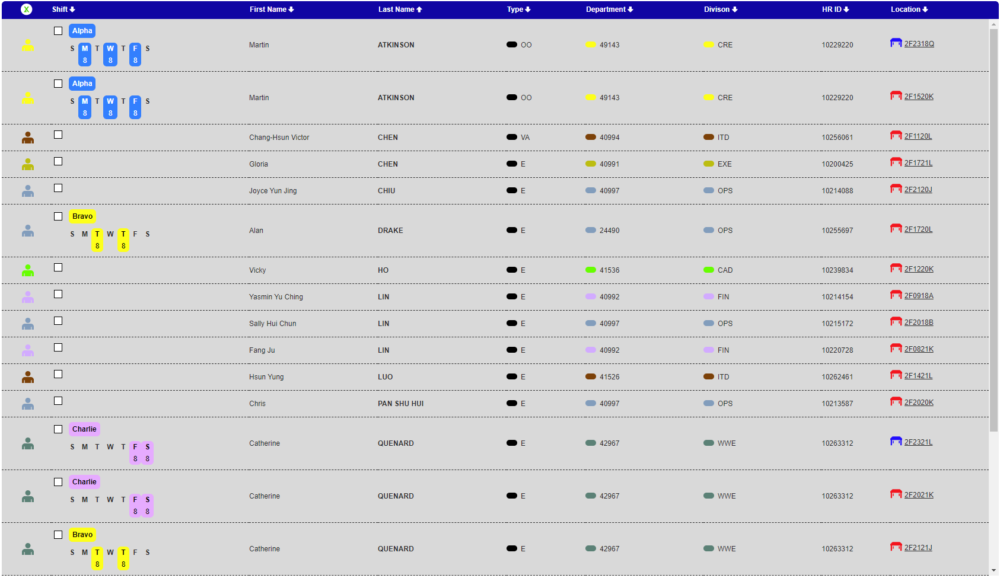 X Shift First Name Last Name Type Department Divison HR ID Location
Alpha
S M T W T F S
8 8 8
Martin ATKINSON OO 49143 CRE 10229220 2F2318Q
Alpha
S M T W T F S
8 8 8
Martin ATKINSON OO 49143 CRE 10229220 2F1520K
Chang-Hsun Victor CHEN VA 40994 ITD 10256061 2F1120L
Gloria CHEN E 40991 EXE 10200425 2F1721L
Joyce Yun Jing CHIU E 40997 OPS 10214088 2F2120J
Bravo
S M T W T F S
8 8
Alan DRAKE E 24490 OPS 10255697 2F1720L
Vicky HO E 41536 CAD 10239834 2F1220K
Yasmin Yu Ching LIN E 40992 FIN 10214154 2F0918A
Sally Hui Chun LIN E 40997 OPS 10215172 2F2018B
Fang Ju LIN E 40992 FIN 10220728 2F0821K
Hsun Yung LUO E 41526 ITD 10262461 2F1421L
Chris PAN SHU HUI E 40997 OPS 10213587 2F2020K
Charlie
S M T W T F S
8 8
Catherine QUENARD E 42967 WWE 10263312 2F2321L
Charlie
S M T W T F S
8 8
Catherine QUENARD E 42967 WWE 10263312 2F2021K
Bravo
S M T W T F S
8 8
Catherine QUENARD E 42967 WWE 10263312 2F2121J